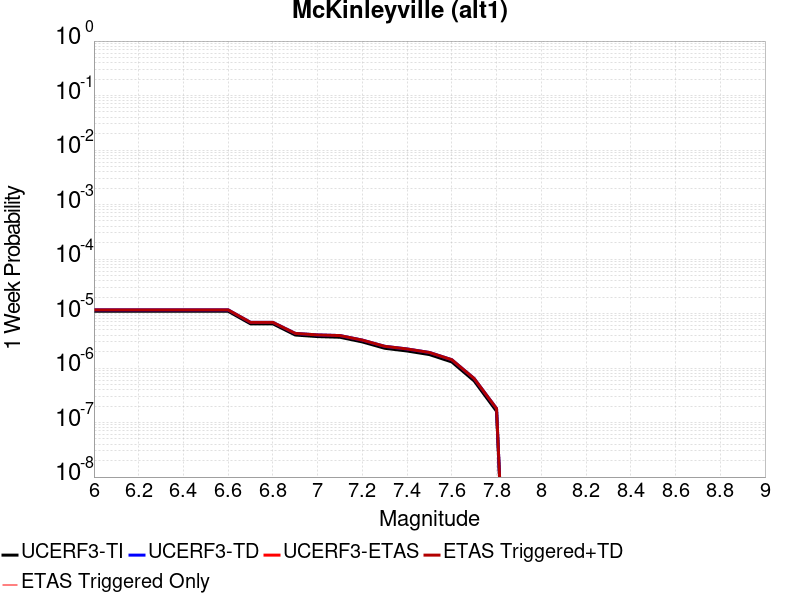 McKinleyville (alt1)
10^0
10^-1
10^-2
10^-3
10^-4
10^-5
10^-6
10^-7
10^-8
1 Week Probability
6 6.2 6.4 6.6 6.8 7 7.2 7.4 7.6 7.8 8 8.2 8.4 8.6 8.8 9
Magnitude
UCERF3-TI UCERF3-TD UCERF3-ETAS ETAS Triggered+TD
ETAS Triggered Only